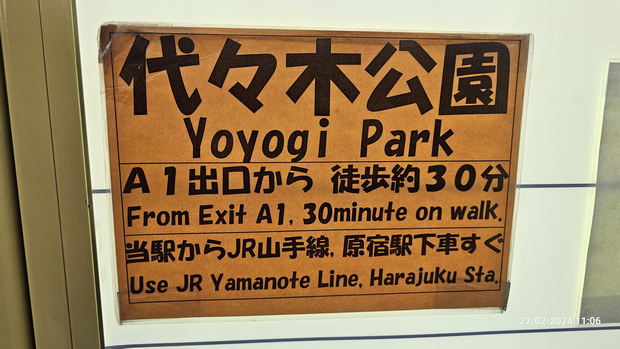 代々木公園
Yoyogi Park
A1出口から 徒歩約30分
From Exit A1, 30minute on walk.
当駅からJR山手線, 原宿駅下車すぐ
Use JR Yamanote Line, Harajuku Sta.
27/02/2024 11:06